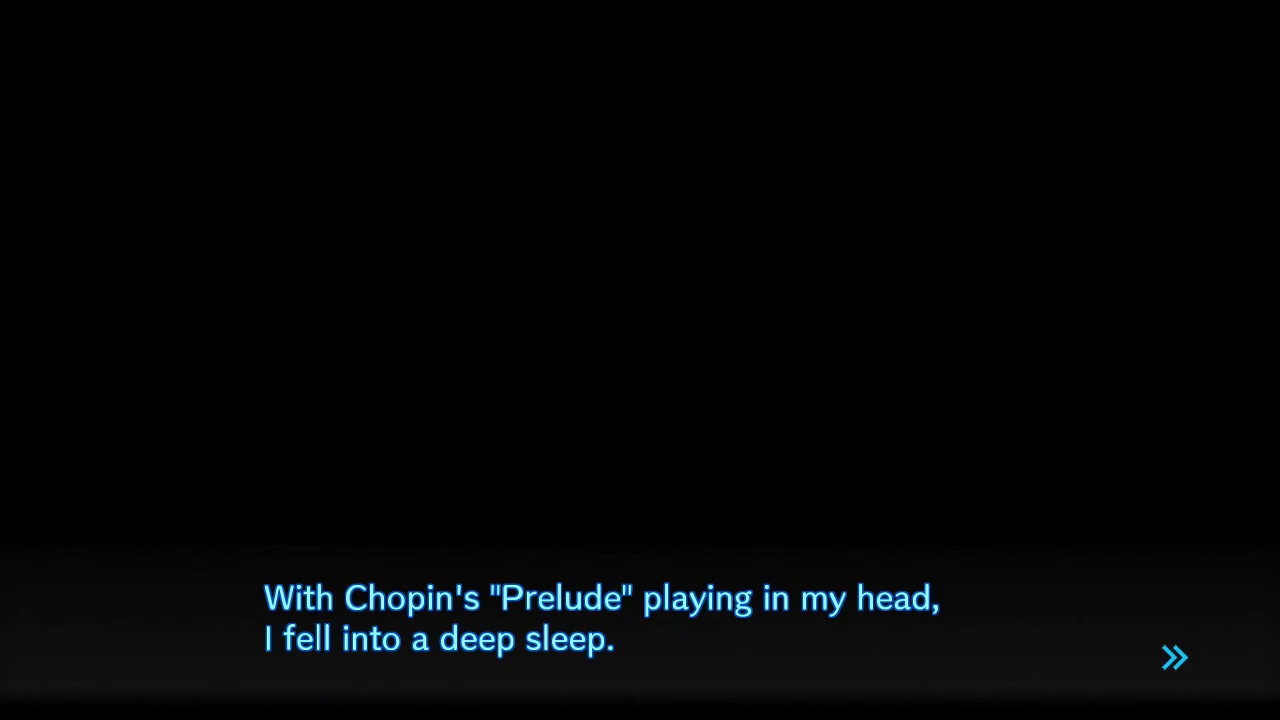 With Chopin's "Prelude" playing in my head,
I fell into a deep sleep.